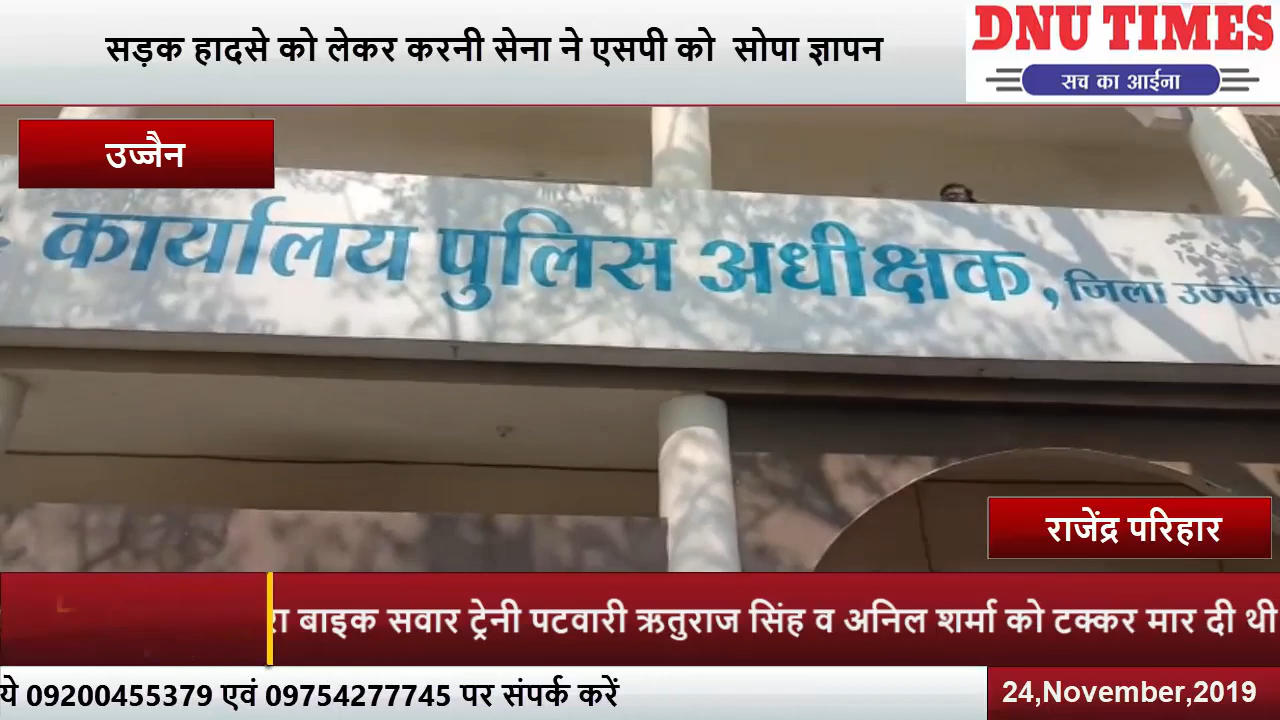 सड़क हादसे को लेकर करनी सेना ने एसपी को सोपा ज्ञापन
DNU TIMES
सच का आईना
उज्जैन
कार्यालय पुलिस अधीक्षक, जिला उज्जैन
राजेंद्र परिहार
बाइक सवार ट्रेनी पटवारी ऋतुराज सिंह व अनिल शर्मा को टक्कर मार दी थी
ये 09200455379 एवं 09754277745 पर संपर्क करें
24,November,2019